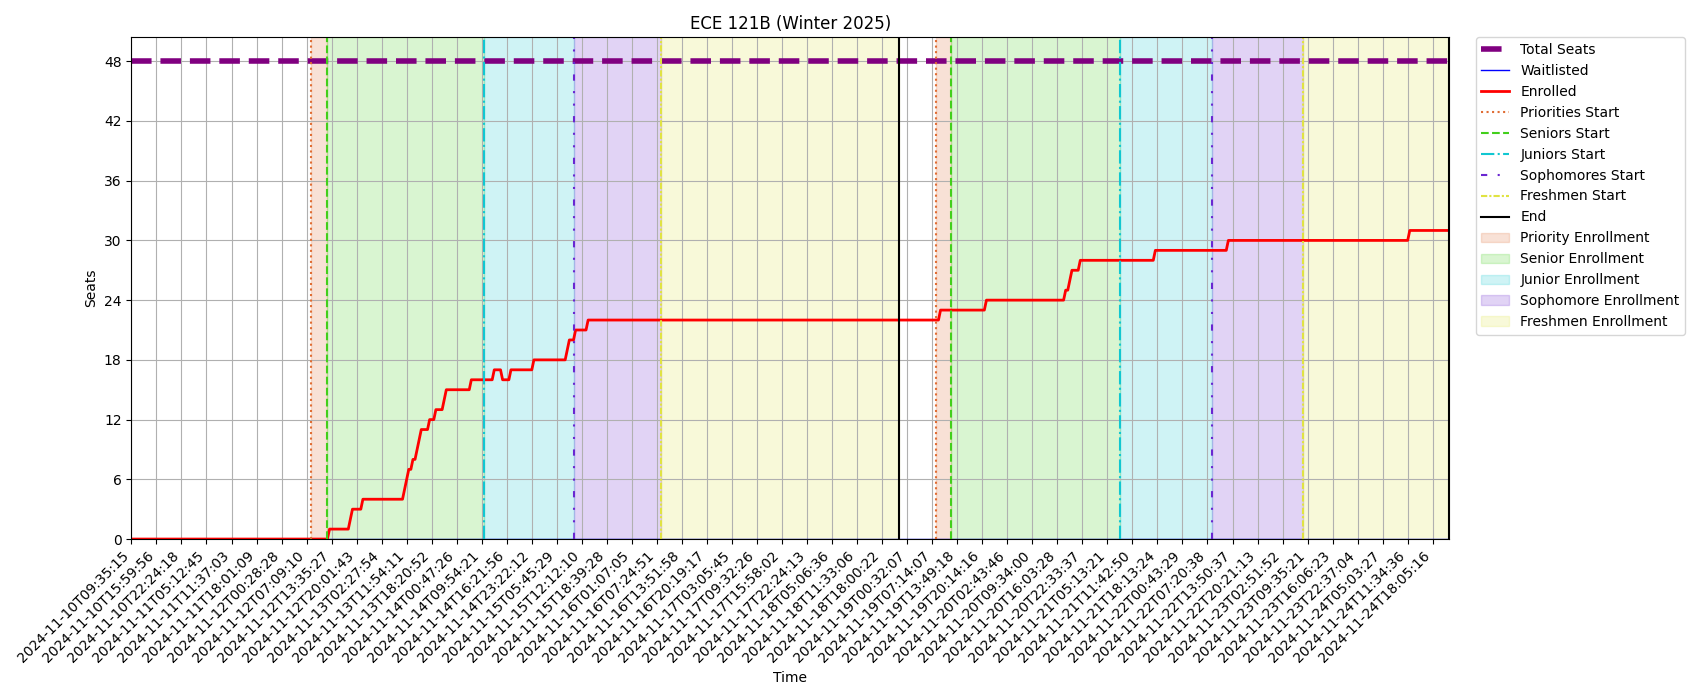 ECE 121B (Winter 2025)
Seats
48
42
36
30
24
18
12
6
0
2024-11-10T09:35:15
2024-11-10T15:59:56
2024-11-10T22:24:18
2024-11-11T05:12:45
2024-11-11T11:37:03
2024-11-11T18:01:09
2024-11-12T00:28:28
2024-11-12T07:09:10
2024-11-12T13:35:27
2024-11-12T20:01:43
2024-11-13T03:27:54
2024-11-13T11:54:11
2024-11-13T18:20:52
2024-11-14T00:47:26
2024-11-14T09:54:21
2024-11-14T16:21:56
2024-11-14T23:22:12
2024-11-15T05:45:29
2024-11-15T12:12:10
2024-11-15T18:39:28
2024-11-16T01:07:05
2024-11-16T07:24:51
2024-11-16T13:51:58
2024-11-16T20:19:17
2024-11-17T03:05:45
2024-11-17T09:32:26
2024-11-17T15:58:02
2024-11-17T22:24:13
2024-11-18T05:06:36
2024-11-18T11:33:06
2024-11-18T18:00:22
2024-11-19T00:32:07
2024-11-19T07:14:07
2024-11-19T13:49:18
2024-11-19T20:14:16
2024-11-20T02:43:46
2024-11-20T09:34:00
2024-11-20T16:03:28
2024-11-20T22:33:37
2024-11-21T05:13:21
2024-11-21T11:42:50
2024-11-21T18:13:24
2024-11-22T00:43:29
2024-11-22T07:20:38
2024-11-22T13:50:37
2024-11-22T20:21:13
2024-11-23T02:51:52
2024-11-23T09:35:21
2024-11-23T16:06:23
2024-11-23T22:37:04
2024-11-24T05:03:27
2024-11-24T11:34:36
2024-11-24T18:05:16
Time
Total Seats
Waitlisted
Enrolled
Priorities Start
Seniors Start
Juniors Start
Sophomores Start
Freshmen Start
End
Priority Enrollment
Senior Enrollment
Junior Enrollment
Sophomore Enrollment
Freshmen Enrollment